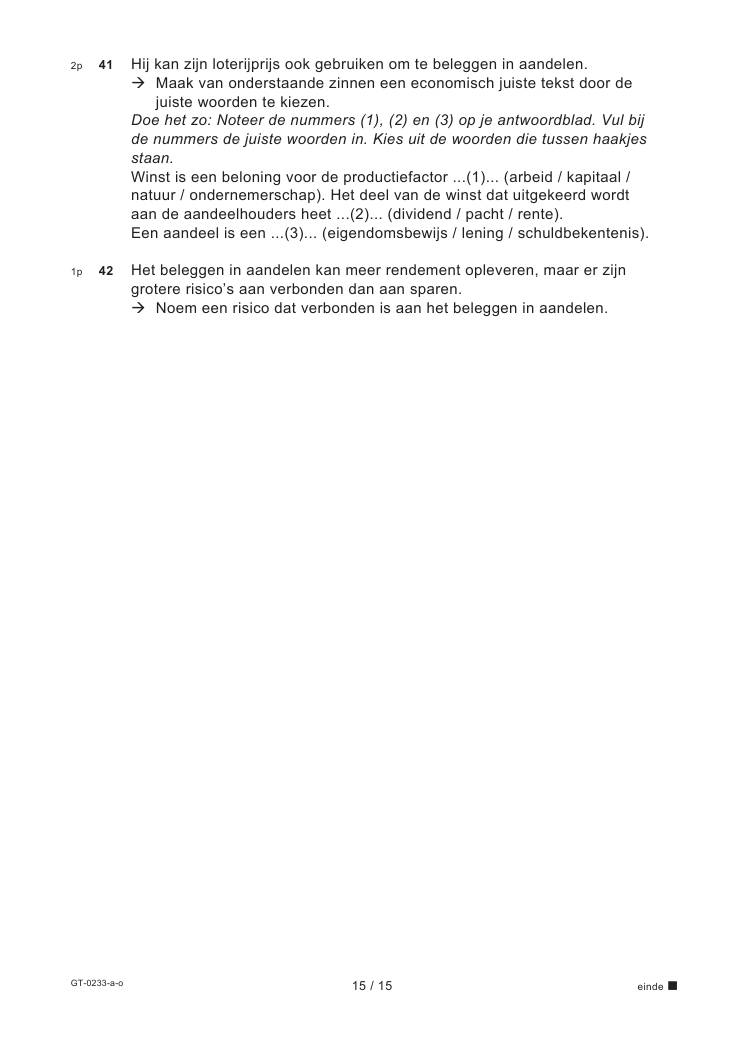 2p 41 Hij kan zijn loterijprijs ook gebruiken om te beleggen in aandelen.
→ Maak van onderstaande zinnen een economisch juiste tekst door de
juiste woorden te kiezen.
Doe het zo: Noteer de nummers (1), (2) en (3) op je antwoordblad. Vul bij
de nummers de juiste woorden in. Kies uit de woorden die tussen haakjes
staan.
Winst is een beloning voor de productiefactor ...(1)... (arbeid / kapitaal /
natuur / ondernemerschap). Het deel van de winst dat uitgekeerd wordt
aan de aandeelhouders heet ...(2)... (dividend / pacht / rente).
Een aandeel is een ...(3)... (eigendomsbewijs / lening / schuldbekentenis).
1p 42 Het beleggen in aandelen kan meer rendement opleveren, maar er zijn
grotere risico's aan verbonden dan aan sparen.
→ Noem een risico dat verbonden is aan het beleggen in aandelen.
GT-0233-a-o 15 / 15 einde ■